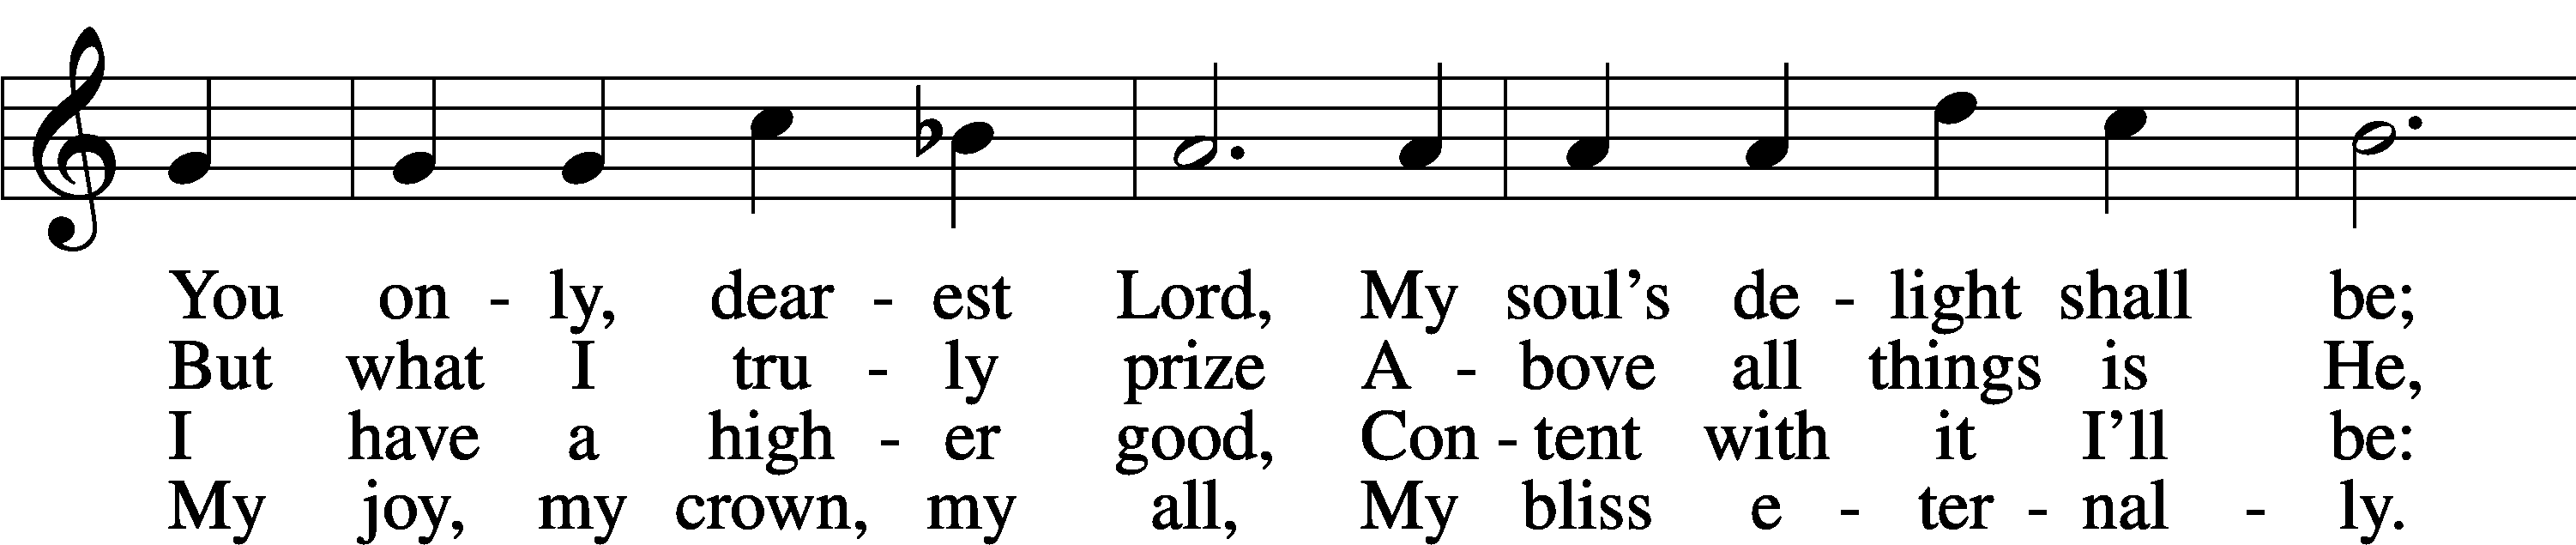 You on - ly, dear - est Lord, My soul’s de - light shall be;
But what I tru - ly prize A - bove all things is He,
I have a high - er good, Con - tent with it I’ll be:
My joy, my crown, my all, My bliss e - ter - nal - ly.